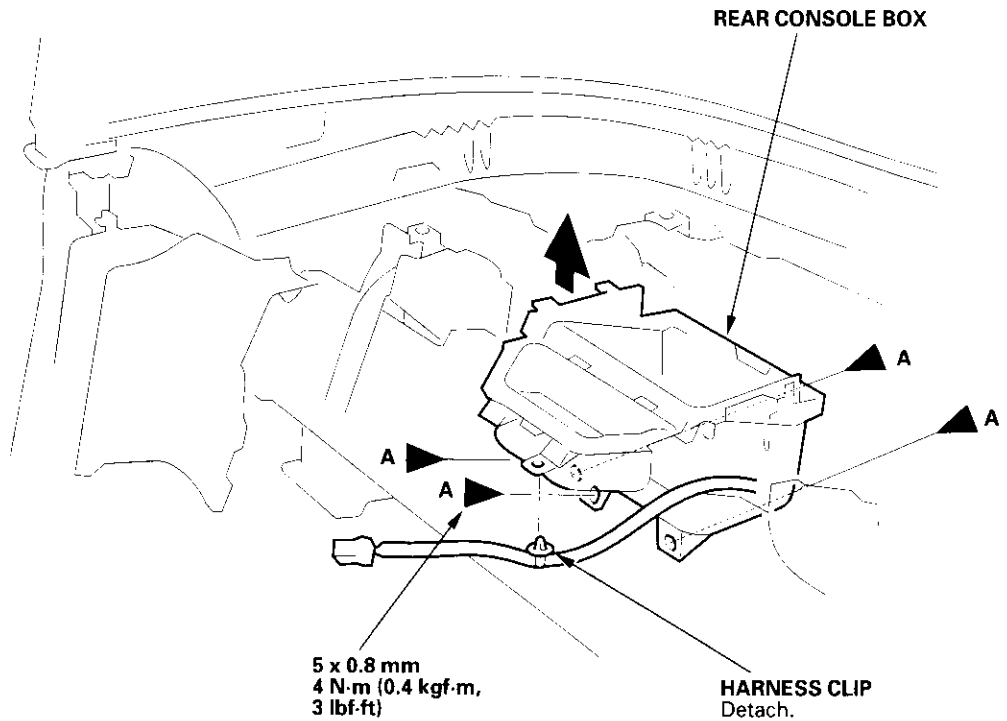 REAR CONSOLE BOX
A
A
A
A
5 x 0.8 mm
4 N·m (0.4 kgf·m,
3 lbf·ft)
HARNESS CLIP
Detach.